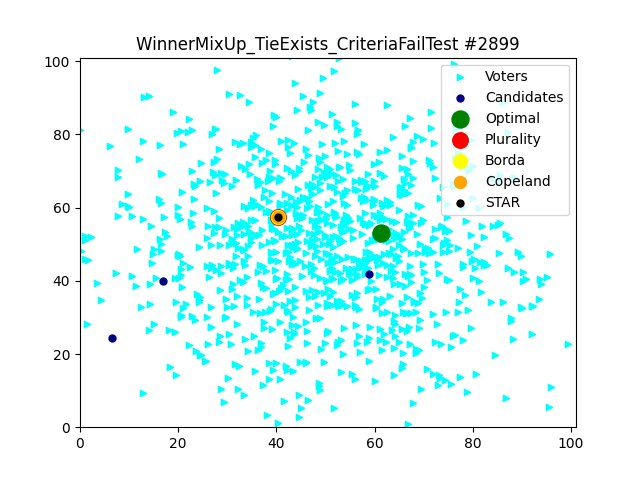 WinnerMixUp_TieExists_CriteriaFailTest #2899
100
80
60
40
20
0
0
20
40
60
80
100
Voters
Candidates
Optimal
Plurality
Borda
Copeland
STAR